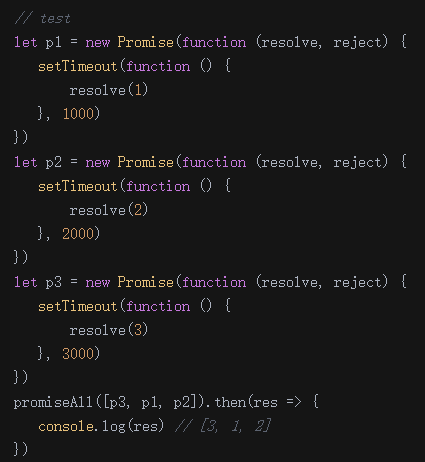 // test
let p1 = new Promise(function (resolve, reject) {
    setTimeout(function () {
        resolve(1)
    }, 1000)
})
let p2 = new Promise(function (resolve, reject) {
    setTimeout(function () {
        resolve(2)
    }, 2000)
})
let p3 = new Promise(function (resolve, reject) {
    setTimeout(function () {
        resolve(3)
    }, 3000)
})
promiseAll([p3, p1, p2]).then(res => {
    console.log(res) // [3, 1, 2]
})